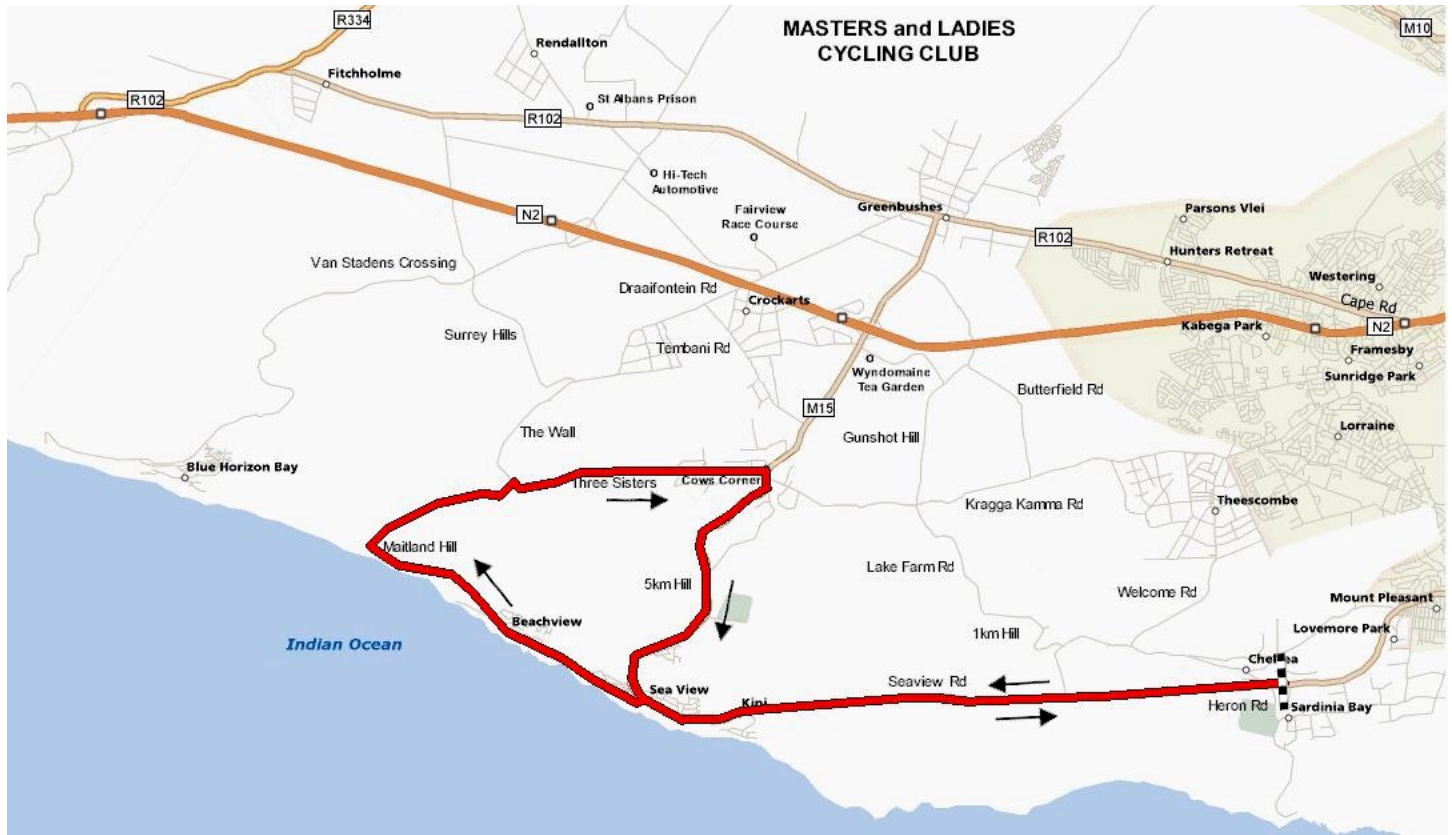 MASTERS and LADIES
CYCLING CLUB
R334
M10
Rendallton
Fitchholme
R102
St Albans Prison
R102
Hi-Tech
Automotive
Fairview
Race Course
Greenbushes
Parsons Vlei
N2
R102
Hunters Retreat
Van Stadens Crossing
Westering
Draaifontein Rd
Crockarts
Cape Rd
Kabega Park
N2
Surrey Hills
Tembani Rd
Framesby
Wyndomaine
Tea Garden
Sunridge Park
Butterfield Rd
M15
The Wall
Gunshot Hill
Lorraine
Blue Horizon Bay
Three Sisters
Cows Corner
Kragga Kamma Rd
Theescombe
Maitland Hill
5km Hill
Lake Farm Rd
Welcome Rd
Mount Pleasant
Beachview
1km Hill
Lovemore Park
Indian Ocean
Chelsea
Sea View
Seaview Rd
Kini
Heron Rd
Sardinia Bay